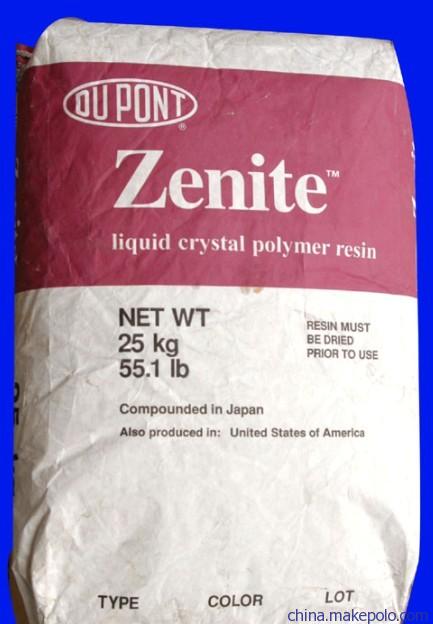 DU PONT
®
Zenite™
liquid crystal polymer resin
NET WT
25 kg
55.1 lb
RESIN MUST
BE DRIED
PRIOR TO USE
Compounded in Japan
Also produced in: United States of America
TYPE COLOR LOT
china.makepolo.com